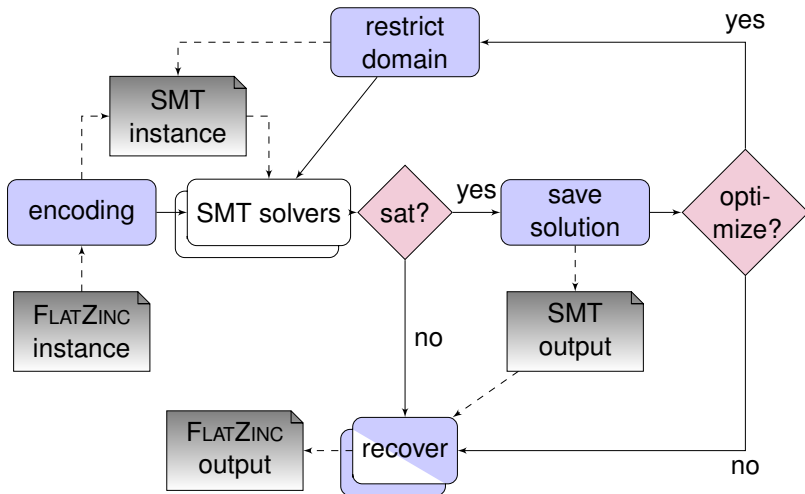 restrict
domain
yes
SMT
instance
encoding
SMT solvers
sat?
yes
save
solution
opti-
mize?
FLATZINC
instance
no
SMT
output
FLATZINC
output
recover
no